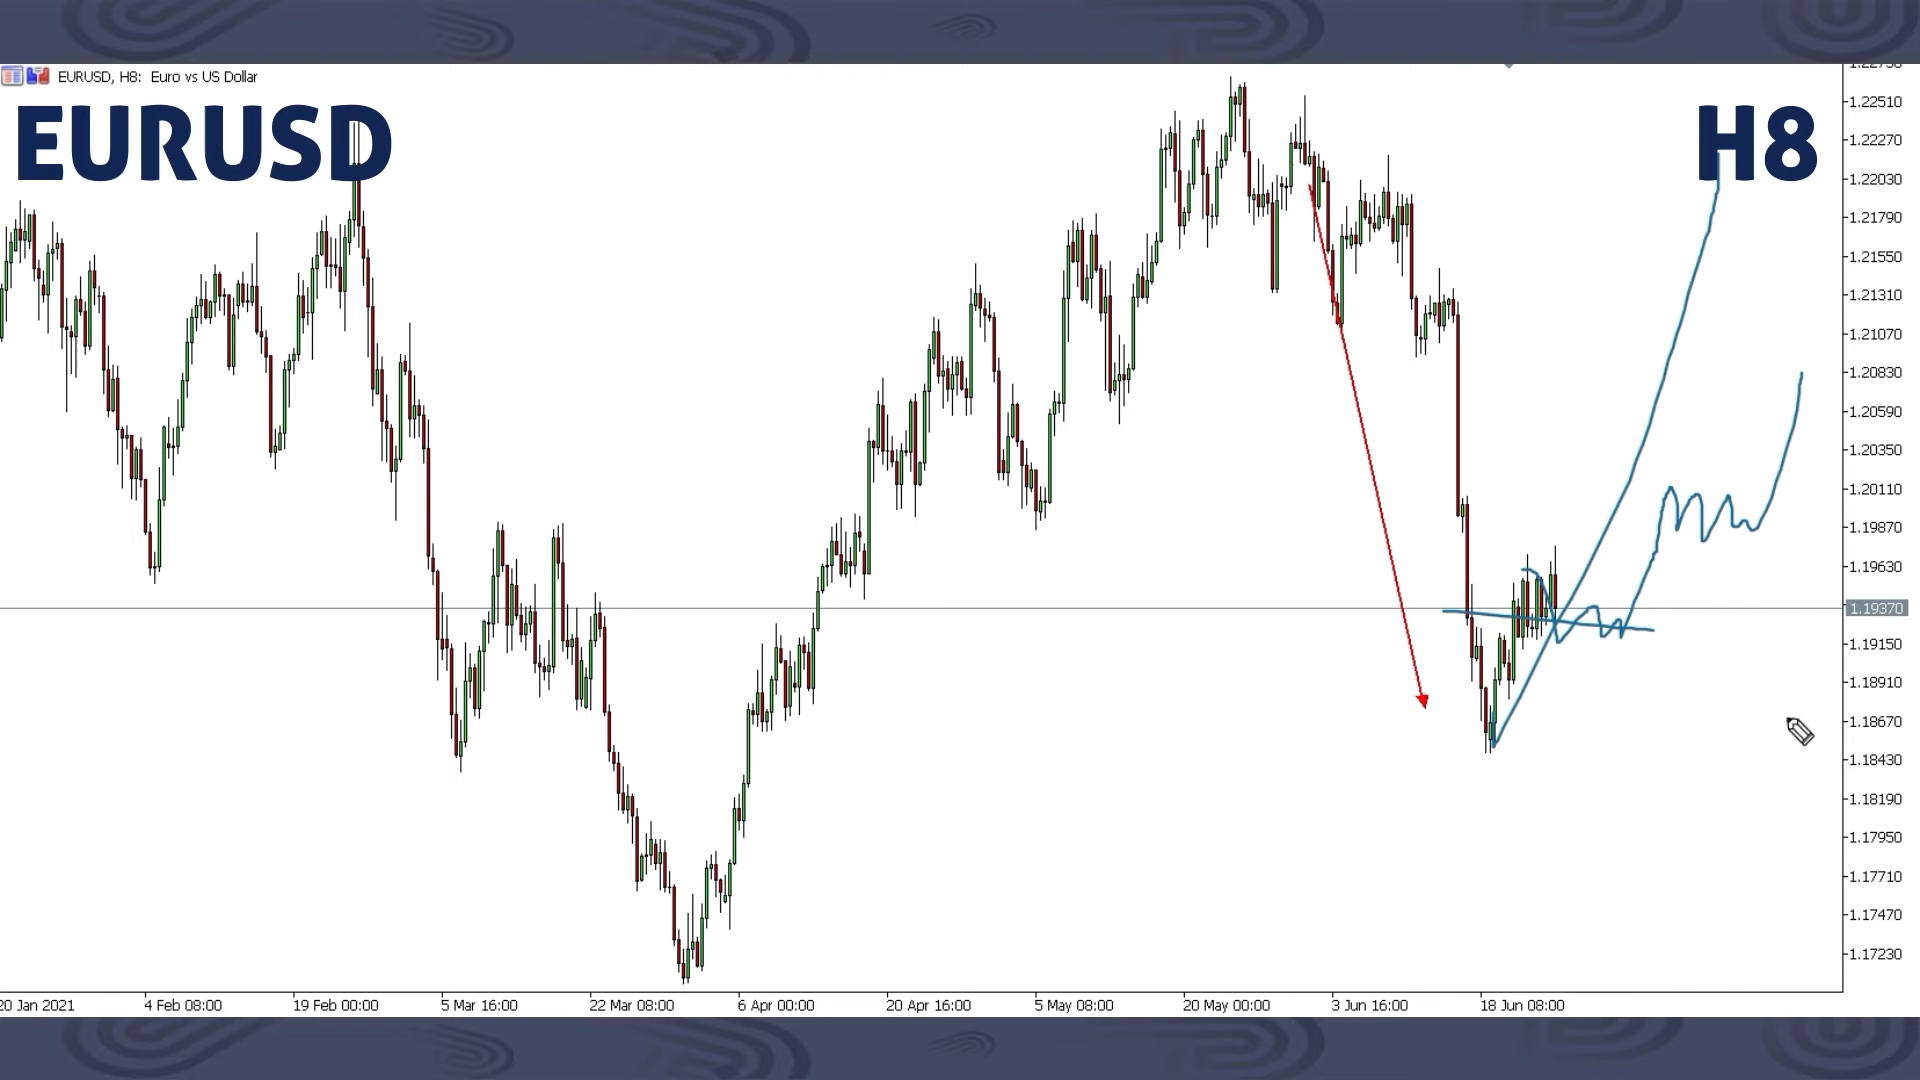 EURUSD, H8: Euro vs US Dollar
EURUSD
H8
1.22510
1.22270
1.22030
1.21790
1.21550
1.21310
1.21070
1.20830
1.20590
1.20350
1.20110
1.19870
1.19630
1.19370
1.19150
1.18910
1.18670
1.18430
1.18190
1.17950
1.17710
1.17470
1.17230
20 Jan 2021
4 Feb 08:00
19 Feb 00:00
5 Mar 16:00
22 Mar 08:00
6 Apr 00:00
20 Apr 16:00
5 May 08:00
20 May 00:00
3 Jun 16:00
18 Jun 08:00